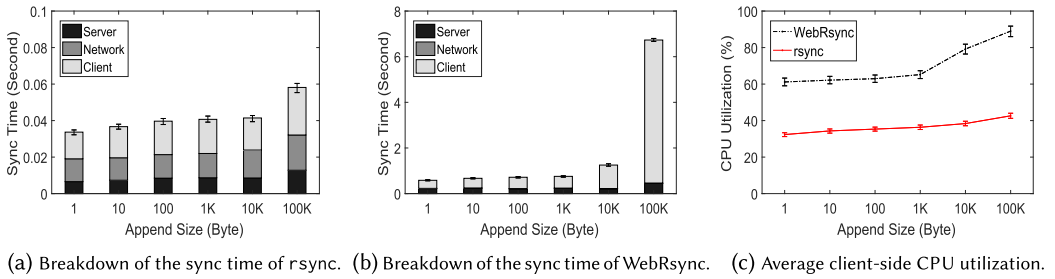 0.1
0.08
0.06
0.04
0.02
0
Sync Time (Second)
Server
Network
Client
1 10 100 1K 10K 100K
Append Size (Byte)
(a) Breakdown of the sync time of rsync.
8
6
4
2
0
Sync Time (Second)
Server
Network
Client
1 10 100 1K 10K 100K
Append Size (Byte)
(b) Breakdown of the sync time of WebRsync.
100
80
60
40
20
0
CPU Utilization (%)
WebRsync
rsync
1 10 100 1K 10K 100K
Append Size (Byte)
(c) Average client-side CPU utilization.